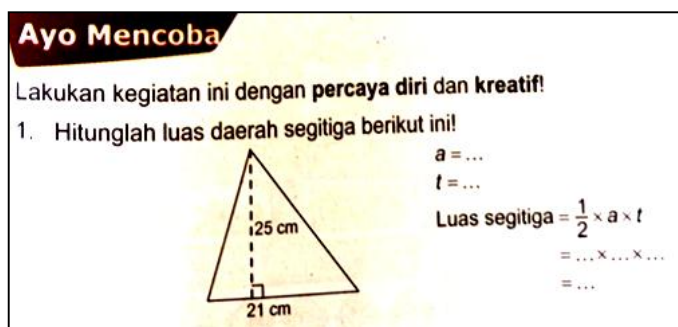 Ayo Mencoba
Lakukan kegiatan ini dengan percaya diri dan kreatif!
1. Hitunglah luas daerah segitiga berikut ini!
a = ...
t = ...
25 cm
Luas segitiga = 1/2 × a × t
= ... × ... × ...
= ...
21 cm